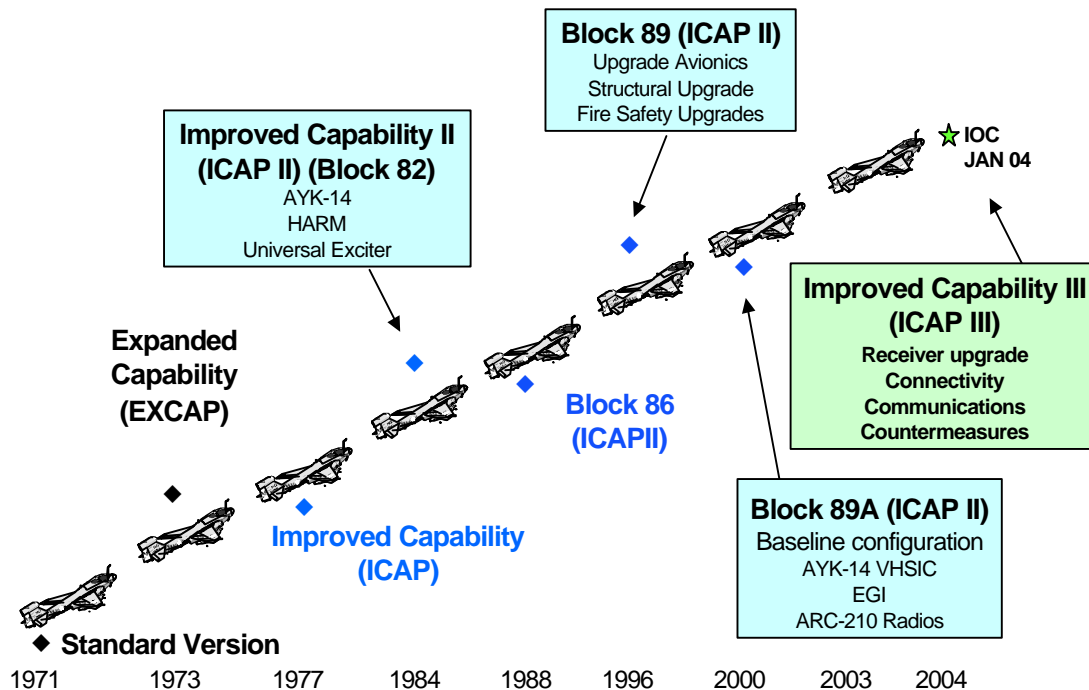 Block 89 (ICAP II)
Upgrade Avionics
Structural Upgrade
Fire Safety Upgrades
Improved Capability II
(ICAP II) (Block 82)
AYK-14
HARM
Universal Exciter
IOC
JAN 04
Improved Capability III
(ICAP III)
Receiver upgrade
Connectivity
Communications
Countermeasures
Expanded
Capability
(EXCAP)
Block 86
(ICAPII)
Block 89A (ICAP II)
Baseline configuration
AYK-14 VHSIC
EGI
ARC-210 Radios
Improved Capability
(ICAP)
Standard Version
1971 1973 1977 1984 1988 1996 2000 2003 2004